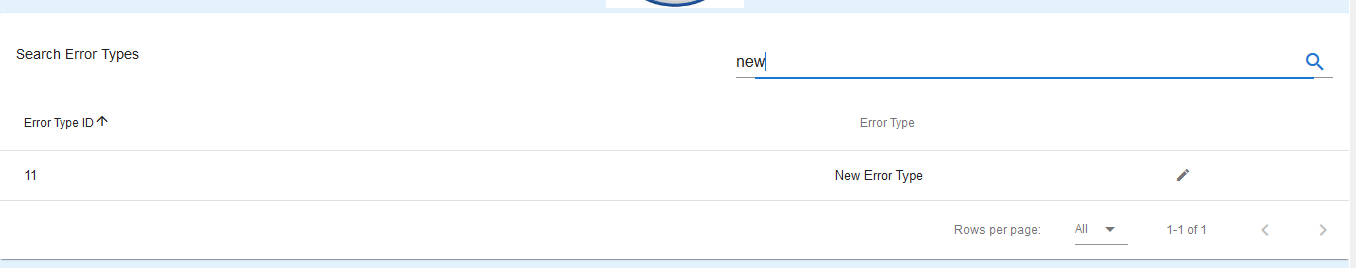 Search Error Types
new
Error Type ID Error Type
11 New Error Type
Rows per page: All 1-1 of 1